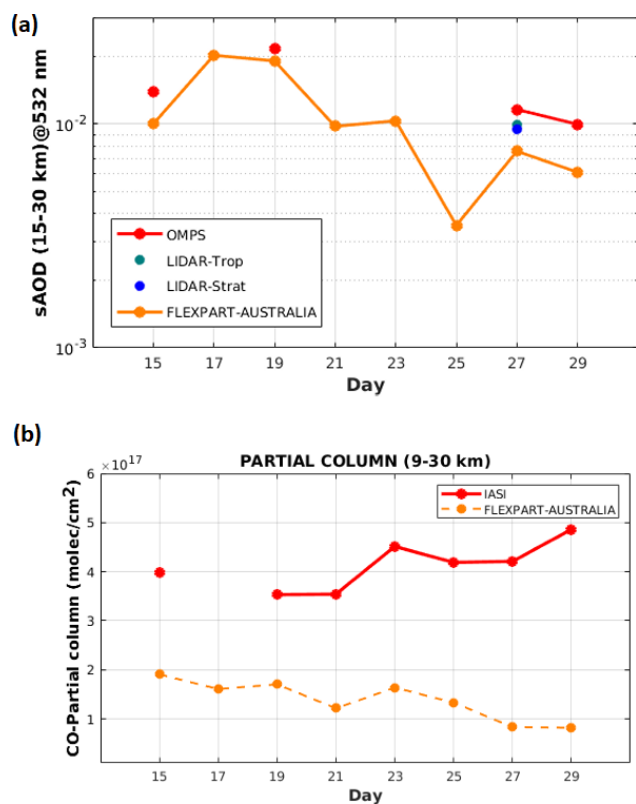 (a)
sAOD (15-30 km)@532 nm
10^-2
10^-3
OMPS
LIDAR-Trop
LIDAR-Strat
FLEXPART-AUSTRALIA
15 17 19 21 23 25 27 29
Day
(b)
PARTIAL COLUMN (9-30 km)
×10^17
CO-Partial column (molec/cm^2)
6
5
4
3
2
1
IASI
FLEXPART-AUSTRALIA
15 17 19 21 23 25 27 29
Day